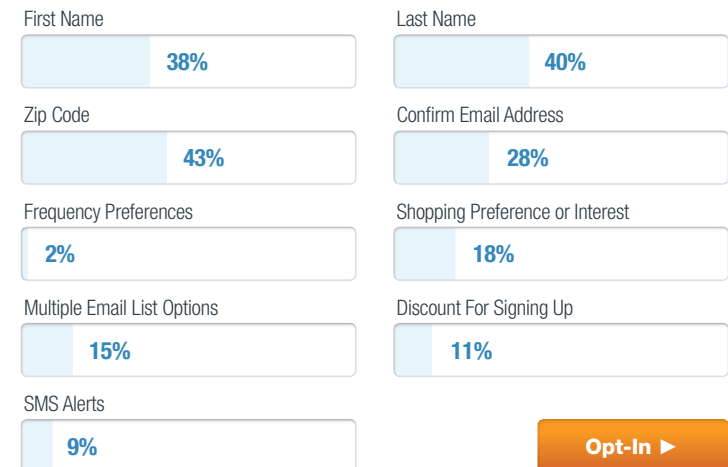 First Name
Last Name
38%
40%
Zip Code
Confirm Email Address
43%
28%
Frequency Preferences
Shopping Preference or Interest
2%
18%
Multiple Email List Options
Discount For Signing Up
15%
11%
SMS Alerts
9%
Opt-In ►